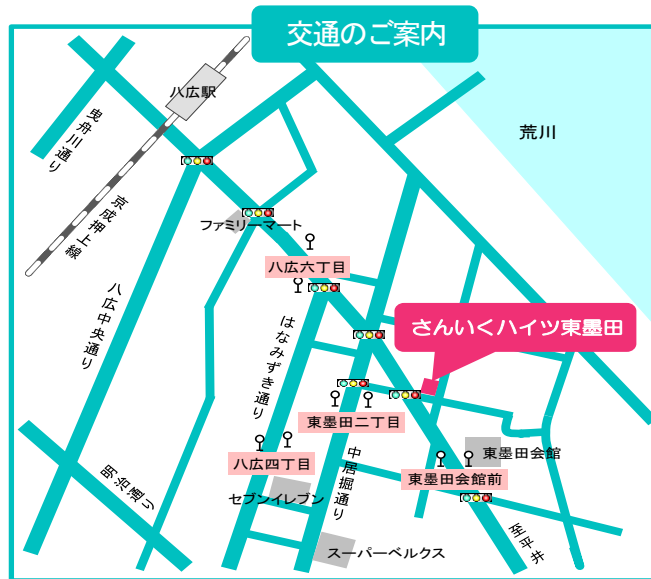 交通のご案内
八広駅
荒川
曳舟川通り
京成押上線
ファミリーマート
八広六丁目
八広中央通り
はなみずき通り
さんいくハイツ東墨田
東墨田二丁目
中居堀通り
東墨田会館
八広四丁目
明治通り
東墨田会館前
セブンイレブン
至平井
スーパーベルクス